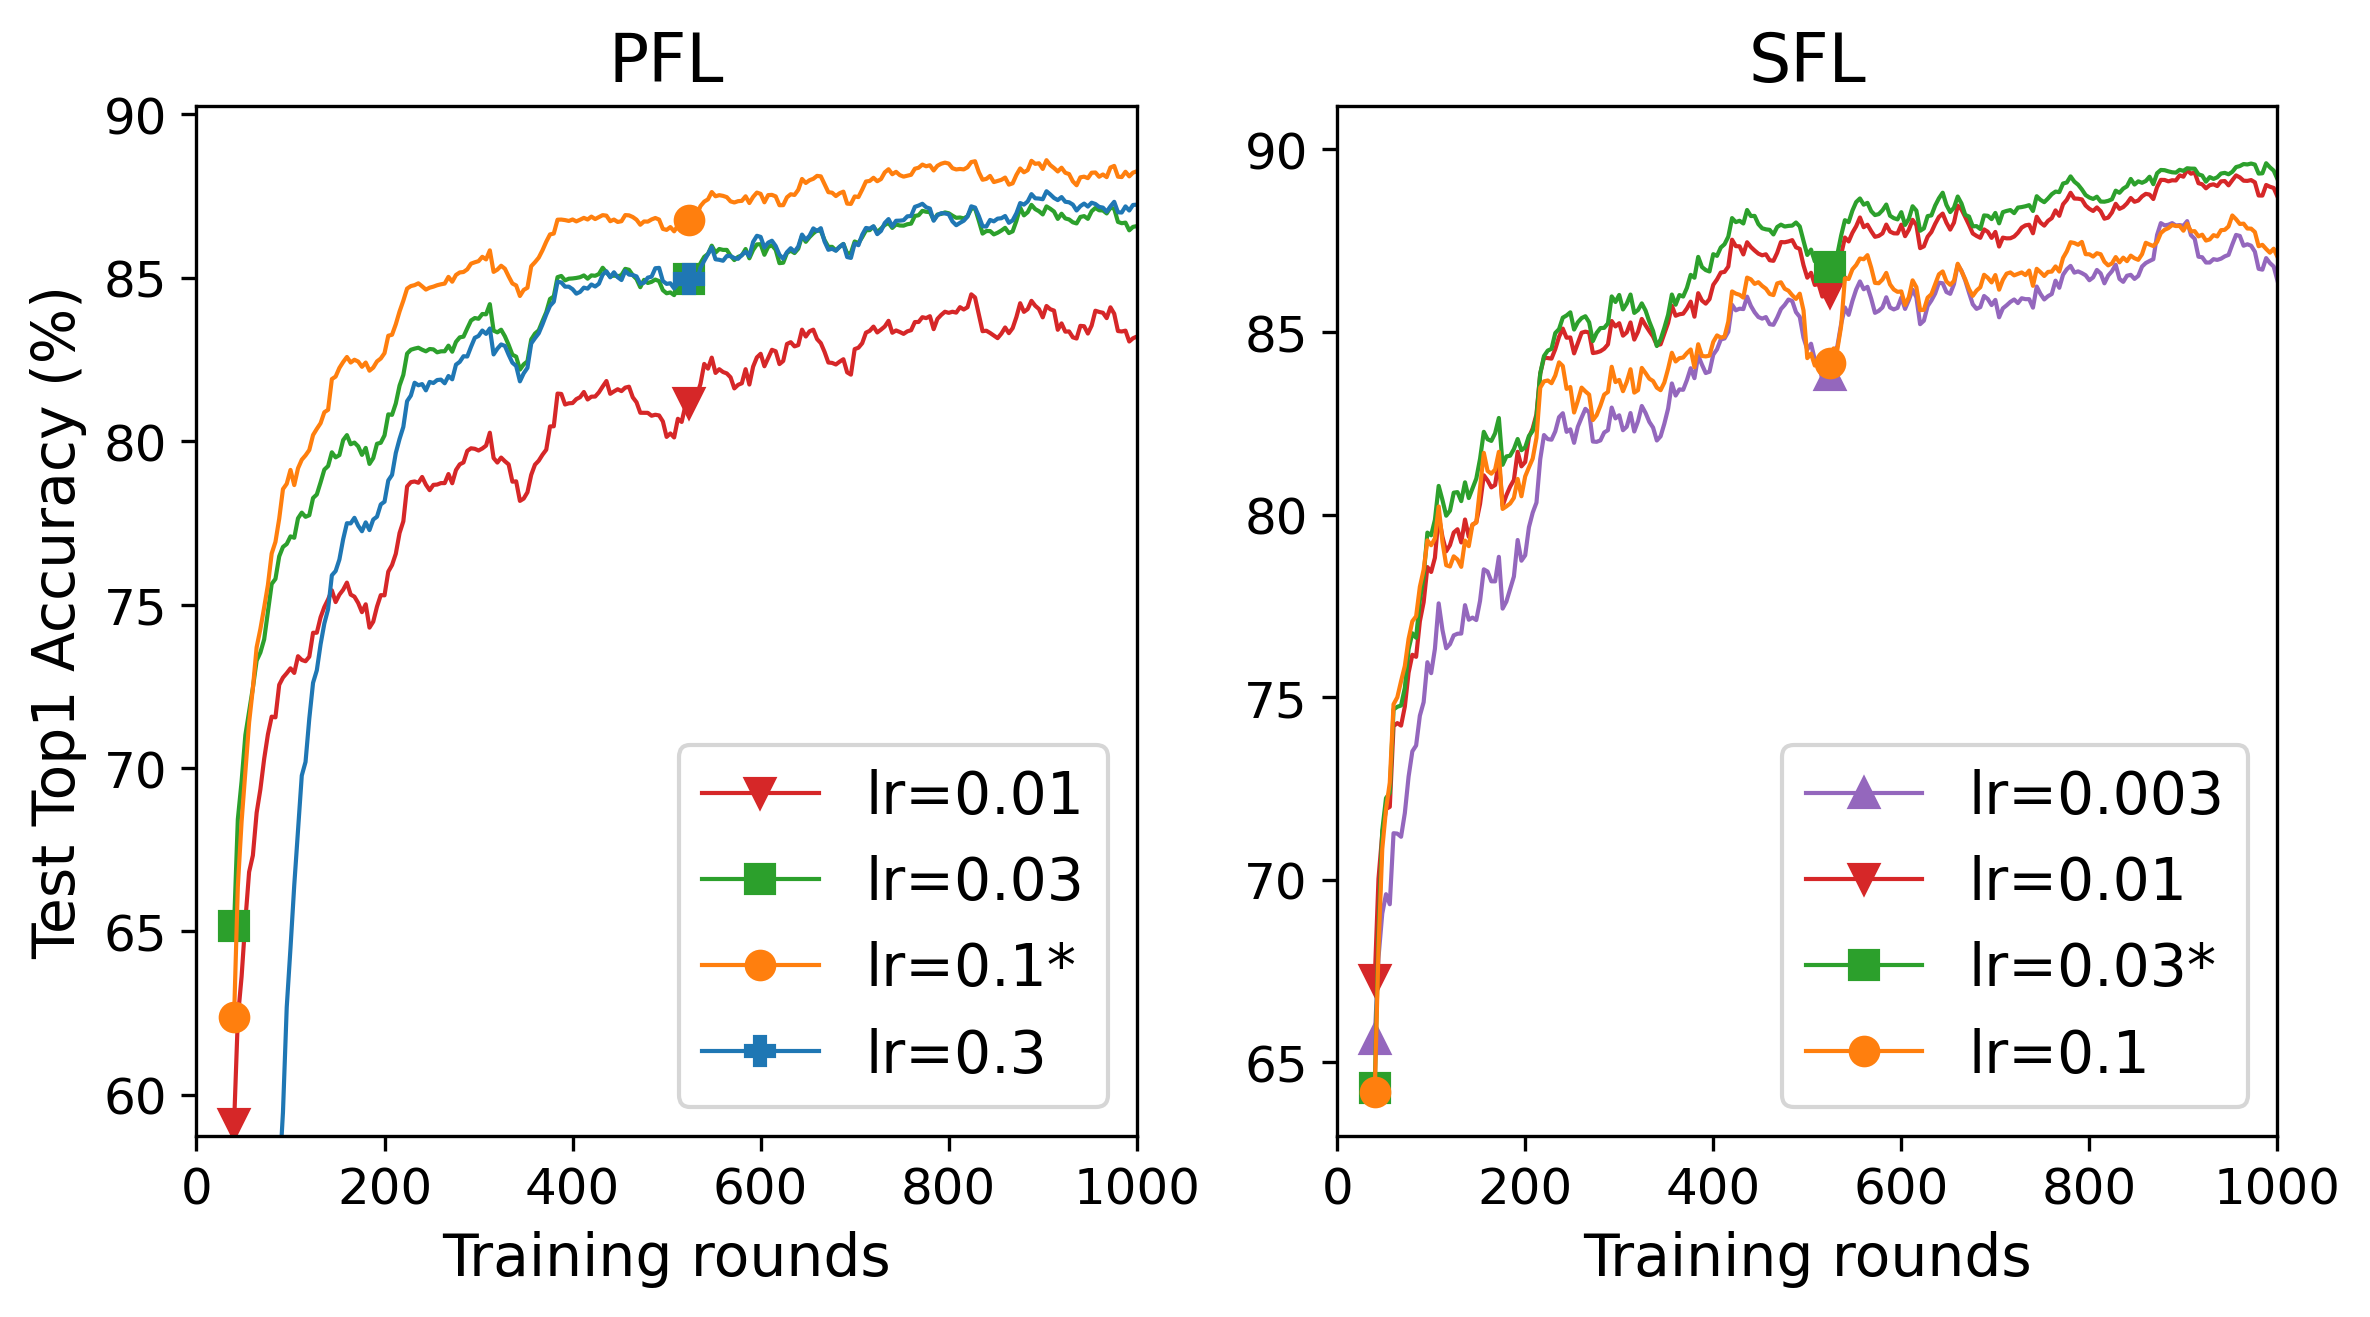 PFL
Test Top1 Accuracy (%)
90
85
80
75
70
65
60
0 200 400 600 800 1000
Training rounds
lr=0.01
lr=0.03
lr=0.1*
lr=0.3
SFL
90
85
80
75
70
65
0 200 400 600 800 1000
Training rounds
lr=0.003
lr=0.01
lr=0.03*
lr=0.1